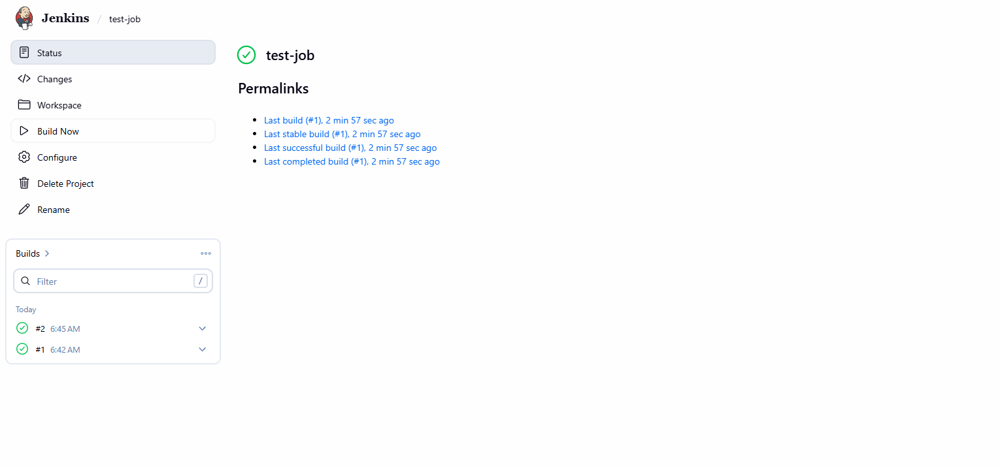 Jenkins / test-job
Status
Changes
Workspace
Build Now
Configure
Delete Project
Rename
Builds
Filter /
Today
#2 6:45 AM
#1 6:42 AM
test-job
Permalinks
Last build (#1), 2 min 57 sec ago
Last stable build (#1), 2 min 57 sec ago
Last successful build (#1), 2 min 57 sec ago
Last completed build (#1), 2 min 57 sec ago